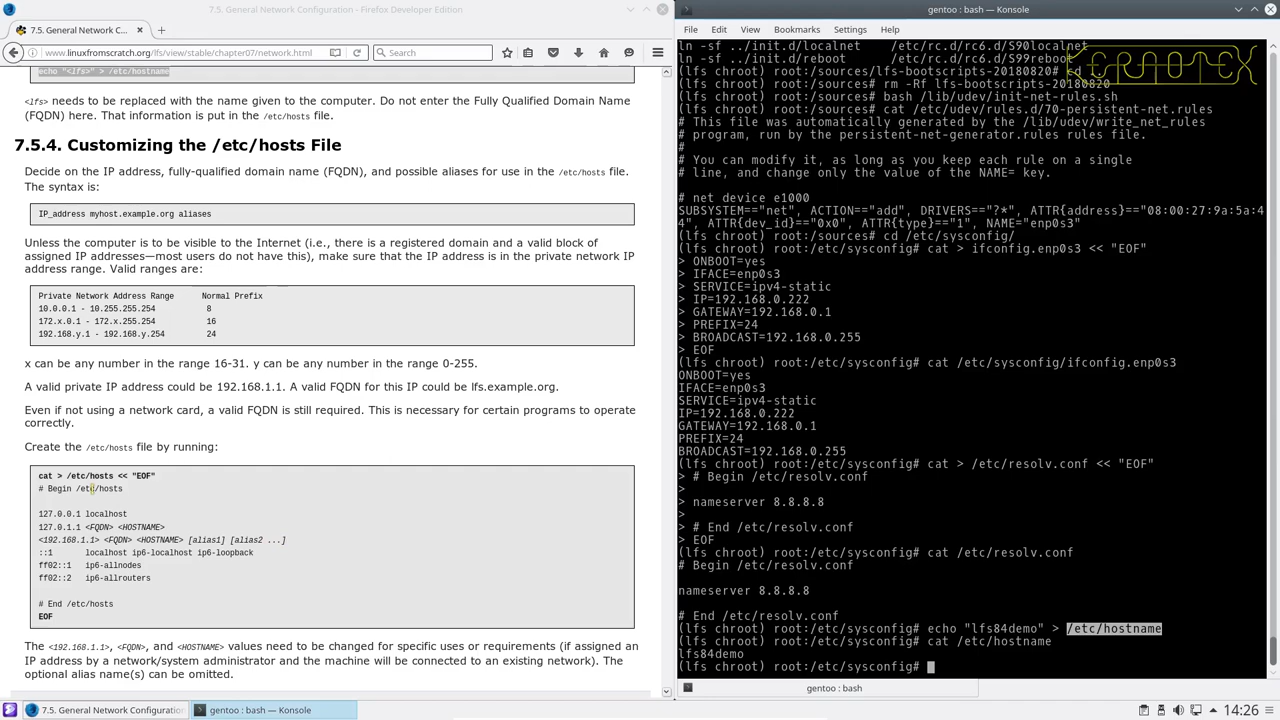 7.5. General Network Configuration - Firefox Developer Edition
7.5. General Network C...
www.linuxfromscratch.org/lfs/view/stable/chapter07/network.html
Search
echo "<lfs>" > /etc/hostname
<lfs> needs to be replaced with the name given to the computer. Do not enter the Fully Qualified Domain Name
(FQDN) here. That information is put in the /etc/hosts file.
7.5.4. Customizing the /etc/hosts File
Decide on the IP address, fully-qualified domain name (FQDN), and possible aliases for use in the /etc/hosts file.
The syntax is:
IP_address myhost.example.org aliases
Unless the computer is to be visible to the Internet (i.e., there is a registered domain and a valid block of
assigned IP addresses—most users do not have this), make sure that the IP address is in the private network IP
address range. Valid ranges are:
Private Network Address Range Normal Prefix
10.0.0.1 - 10.255.255.254 8
172.x.0.1 - 172.x.255.254 16
192.168.y.1 - 192.168.y.254 24
x can be any number in the range 16-31. y can be any number in the range 0-255.
A valid private IP address could be 192.168.1.1. A valid FQDN for this IP could be lfs.example.org.
Even if not using a network card, a valid FQDN is still required. This is necessary for certain programs to operate
correctly.
Create the /etc/hosts file by running:
cat > /etc/hosts << "EOF"
# Begin /etc/hosts
127.0.0.1 localhost
127.0.1.1 <FQDN> <HOSTNAME>
<192.168.1.1> <FQDN> <HOSTNAME> [alias1] [alias2 ...]
::1 localhost ip6-localhost ip6-loopback
ff02::1 ip6-allnodes
ff02::2 ip6-allrouters
# End /etc/hosts
EOF
The <192.168.1.1>, <FQDN>, and <HOSTNAME> values need to be changed for specific uses or requirements (if assigned
an IP address by a network/system administrator and the machine will be connected to an existing network). The
optional alias name(s) can be omitted.
gentoo : bash — Konsole
File Edit View Bookmarks Settings Help
ln -sf ../init.d/localnet /etc/rc.d/rc6.d/S90localnet
ln -sf ../init.d/reboot /etc/rc.d/rc6.d/S99reboot
(lfs chroot) root:/sources/lfs-bootscripts-20180820# cd ..
(lfs chroot) root:/sources# rm -Rf lfs-bootscripts-20180820
(lfs chroot) root:/sources# bash /lib/udev/init-net-rules.sh
(lfs chroot) root:/sources# cat /etc/udev/rules.d/70-persistent-net.rules
# This file was automatically generated by the /lib/udev/write_net_rules
# program, run by the persistent-net-generator.rules rules file.
#
# You can modify it, as long as you keep each rule on a single
# line, and change only the value of the NAME= key.
# net device e1000
SUBSYSTEM=="net", ACTION=="add", DRIVERS=="?*", ATTR{address}=="08:00:27:9a:5a:4
4", ATTR{dev_id}=="0x0", ATTR{type}=="1", NAME="enp0s3"
(lfs chroot) root:/sources# cd /etc/sysconfig/
(lfs chroot) root:/etc/sysconfig# cat > ifconfig.enp0s3 << "EOF"
> ONBOOT=yes
> IFACE=enp0s3
> SERVICE=ipv4-static
> IP=192.168.0.222
> GATEWAY=192.168.0.1
> PREFIX=24
> BROADCAST=192.168.0.255
> EOF
(lfs chroot) root:/etc/sysconfig# cat /etc/sysconfig/ifconfig.enp0s3
ONBOOT=yes
IFACE=enp0s3
SERVICE=ipv4-static
IP=192.168.0.222
GATEWAY=192.168.0.1
PREFIX=24
BROADCAST=192.168.0.255
(lfs chroot) root:/etc/sysconfig# cat > /etc/resolv.conf << "EOF"
> # Begin /etc/resolv.conf
>
> nameserver 8.8.8.8
>
> # End /etc/resolv.conf
> EOF
(lfs chroot) root:/etc/sysconfig# cat /etc/resolv.conf
# Begin /etc/resolv.conf
nameserver 8.8.8.8
# End /etc/resolv.conf
(lfs chroot) root:/etc/sysconfig# echo "lfs84demo" > /etc/hostname
(lfs chroot) root:/etc/sysconfig# cat /etc/hostname
lfs84demo
(lfs chroot) root:/etc/sysconfig#
gentoo : bash
7.5. General Network Configuration
gentoo : bash — Konsole
14:26